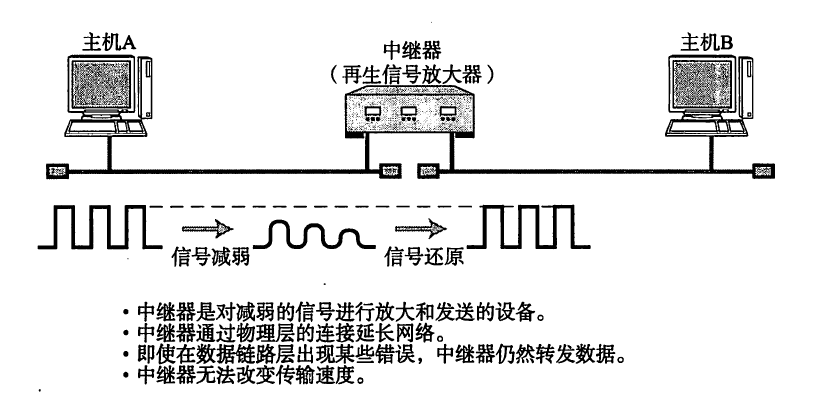 主机A
中继器
（再生信号放大器）
主机B
信号减弱
信号还原
・中继器是对减弱的信号进行放大和发送的设备。
・中继器通过物理层的连接延长网络。
・即使在数据链路层出现某些错误，中继器仍然转发数据。
・中继器无法改变传输速度。